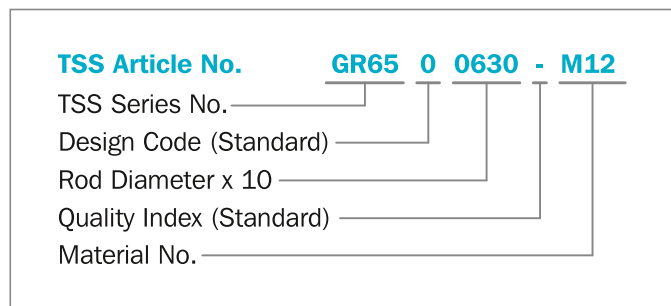 TSS Article No. GR65 0 0630 - M12
TSS Series No.
Design Code (Standard)
Rod Diameter x 10
Quality Index (Standard)
Material No.